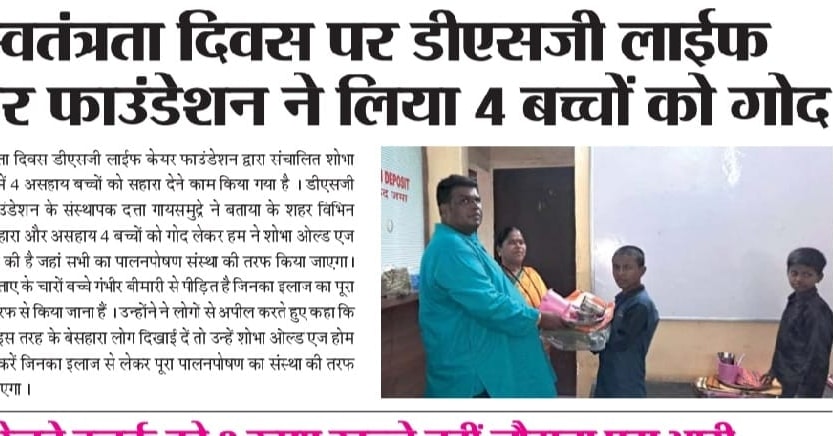 स्वतंत्रता दिवस पर डीएसजी लाईफ
र फाउंडेशन ने लिया 4 बच्चों को गोद
ता दिवस डीएसजी लाईफ केयर फाउंडेशन द्वारा संचालित शोभा
में 4 असहाय बच्चों को सहारा देने काम किया गया है । डीएसजी
उंडेशन के संस्थापक दत्ता गायसमुद्रे ने बताया के शहर विभिन
हारा और असहाय 4 बच्चों को गोद लेकर हम ने शोभा ओल्ड एज
की है जहां सभी का पालनपोषण संस्था की तरफ किया जाएगा।
ताए के चारों बच्चे गंभीर बीमारी से पीड़ित है जिनका इलाज का पूरा
रफ से किया जाना हैं । उन्होंने ने लोगों से अपील करते हुए कहा कि
इस तरह के बेसहारा लोग दिखाई दें तो उन्हें शोभा ओल्ड एज होम
करें जिनका इलाज से लेकर पूरा पालनपोषण का संस्था की तरफ
एगा ।
DEPOSIT
जमा